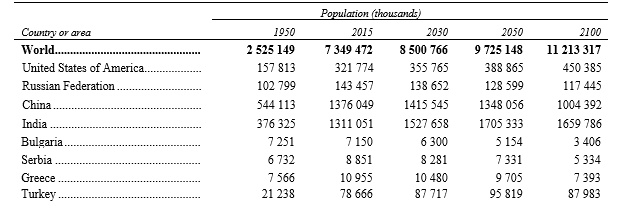 Population (thousands)
Country or area 1950 2015 2030 2050 2100
World 2 525 149 7 349 472 8 500 766 9 725 148 11 213 317
United States of America 157 813 321 774 355 765 388 865 450 385
Russian Federation 102 799 143 457 138 652 128 599 117 445
China 544 113 1376 049 1415 545 1348 056 1004 392
India 376 325 1311 051 1527 658 1705 333 1659 786
Bulgaria 7 251 7 150 6 300 5 154 3 406
Serbia 6 732 8 851 8 281 7 331 5 334
Greece 7 566 10 955 10 480 9 705 7 393
Turkey 21 238 78 666 87 717 95 819 87 983